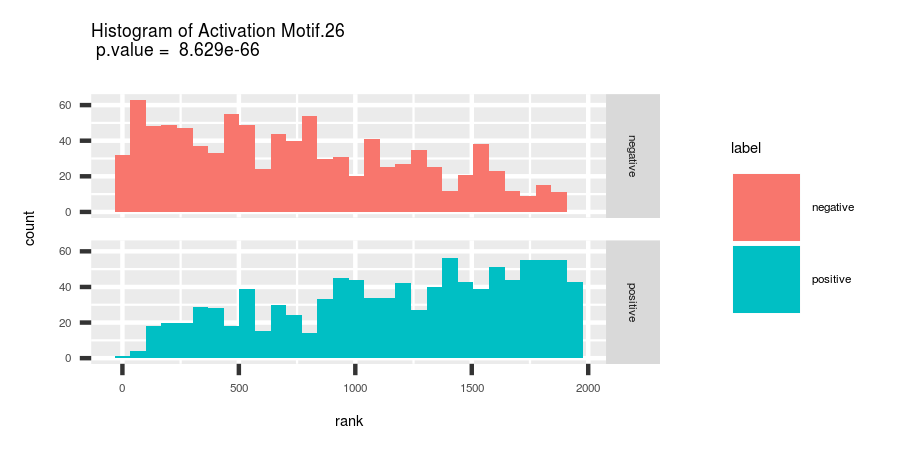 Histogram of Activation Motif.26
p.value = 8.629e-66
60
40
20
0
negative
60
40
20
0
positive
0 500 1000 1500 2000
rank
count
label
negative
positive